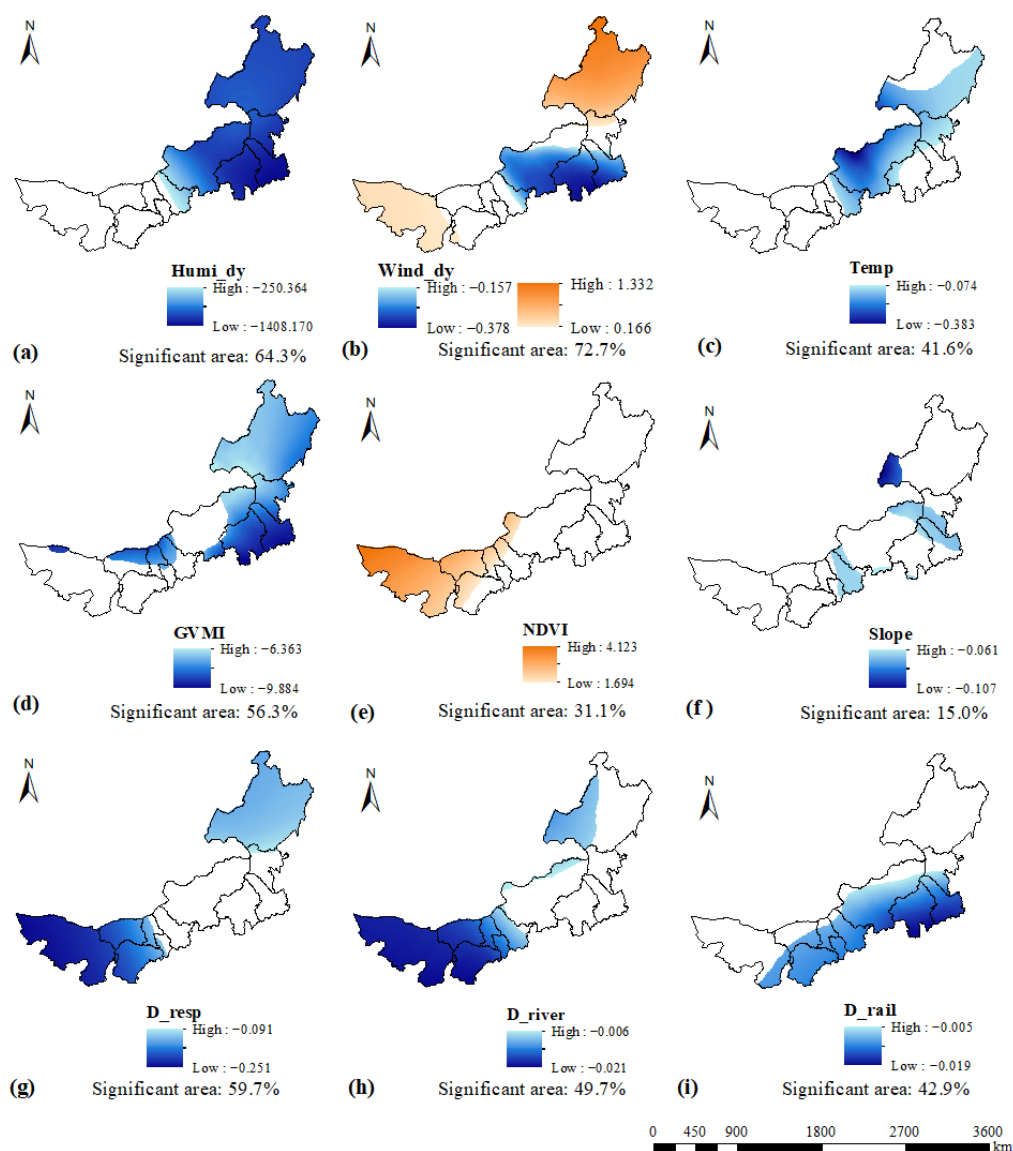 N
N
N
Humi_dy
High : −250.364
Low : −1408.170
(a)
Significant area: 64.3%
Wind_dy
High : −0.157
Low : −0.378
High : 1.332
Low : 0.166
(b)
Significant area: 72.7%
Temp
High : −0.074
Low : −0.383
(c)
Significant area: 41.6%
N
N
N
GVMI
High : −6.363
Low : −9.884
(d)
Significant area: 56.3%
NDVI
High : 4.123
Low : 1.694
(e)
Significant area: 31.1%
Slope
High : −0.061
Low : −0.107
(f )
Significant area: 15.0%
N
N
N
D_resp
High : −0.091
Low : −0.251
(g)
Significant area: 59.7%
D_river
High : −0.006
Low : −0.021
(h)
Significant area: 49.7%
D_rail
High : −0.005
Low : −0.019
(i)
Significant area: 42.9%
0 450 900 1800 2700 3600
km